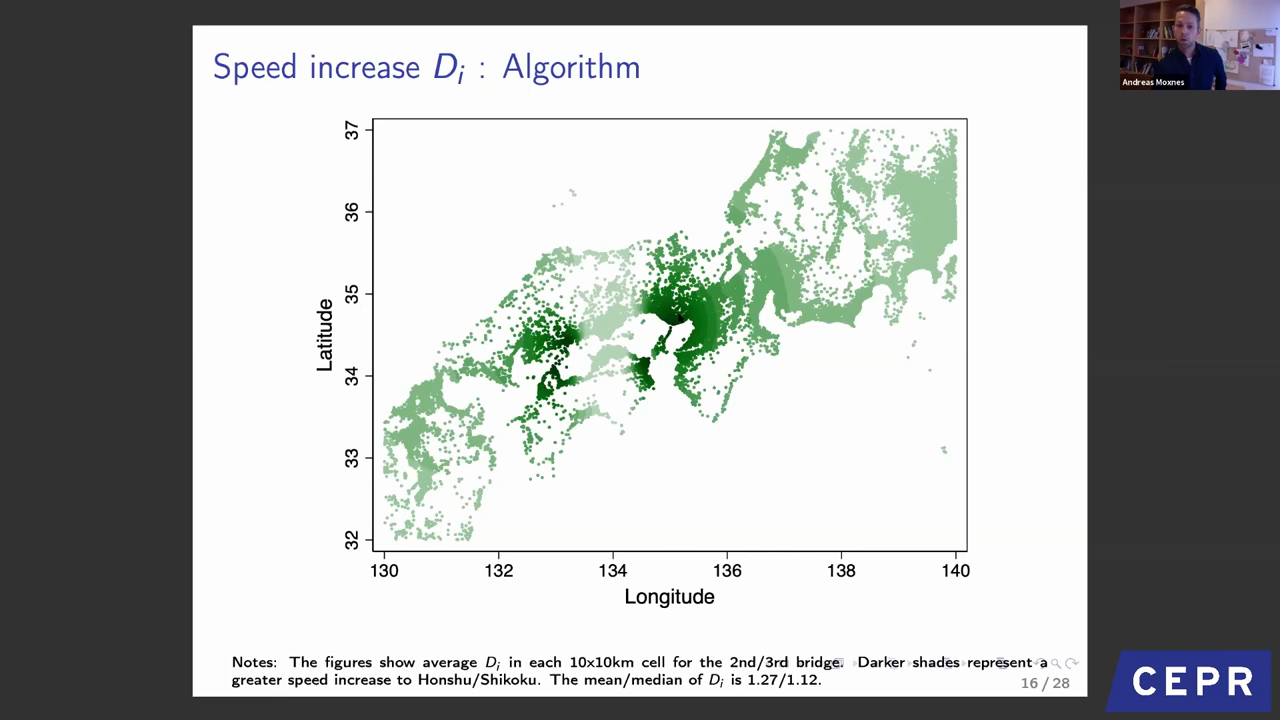 Speed increase Dᵢ : Algorithm
Andreas Moxnes
37
36
35
34
33
32
Latitude
130 132 134 136 138 140
Longitude
Notes: The figures show average Dᵢ in each 10x10km cell for the 2nd/3rd bridge. Darker shades represent a
greater speed increase to Honshu/Shikoku. The mean/median of Dᵢ is 1.27/1.12.
16 / 28
CEPR